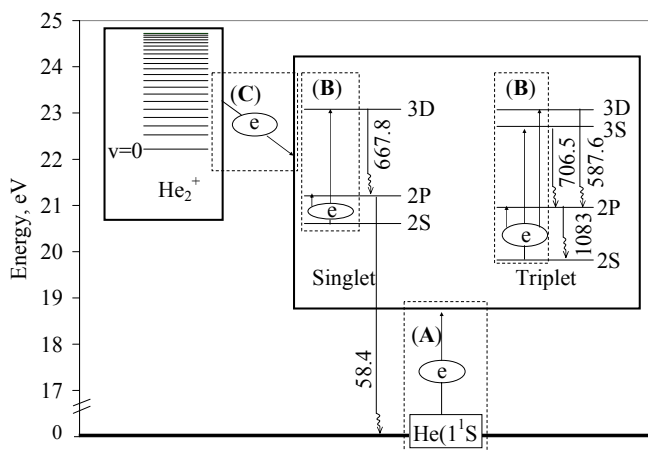 Energy, eV
25
24
23
22
21
20
19
18
17
0
v=0
He₂⁺
(C)
e
(B)
3D
667.8
2P
e
2S
Singlet
58.4
(B)
3D
3S
706.5
587.6
2P
e
1083
2S
Triplet
(A)
e
He(1¹S